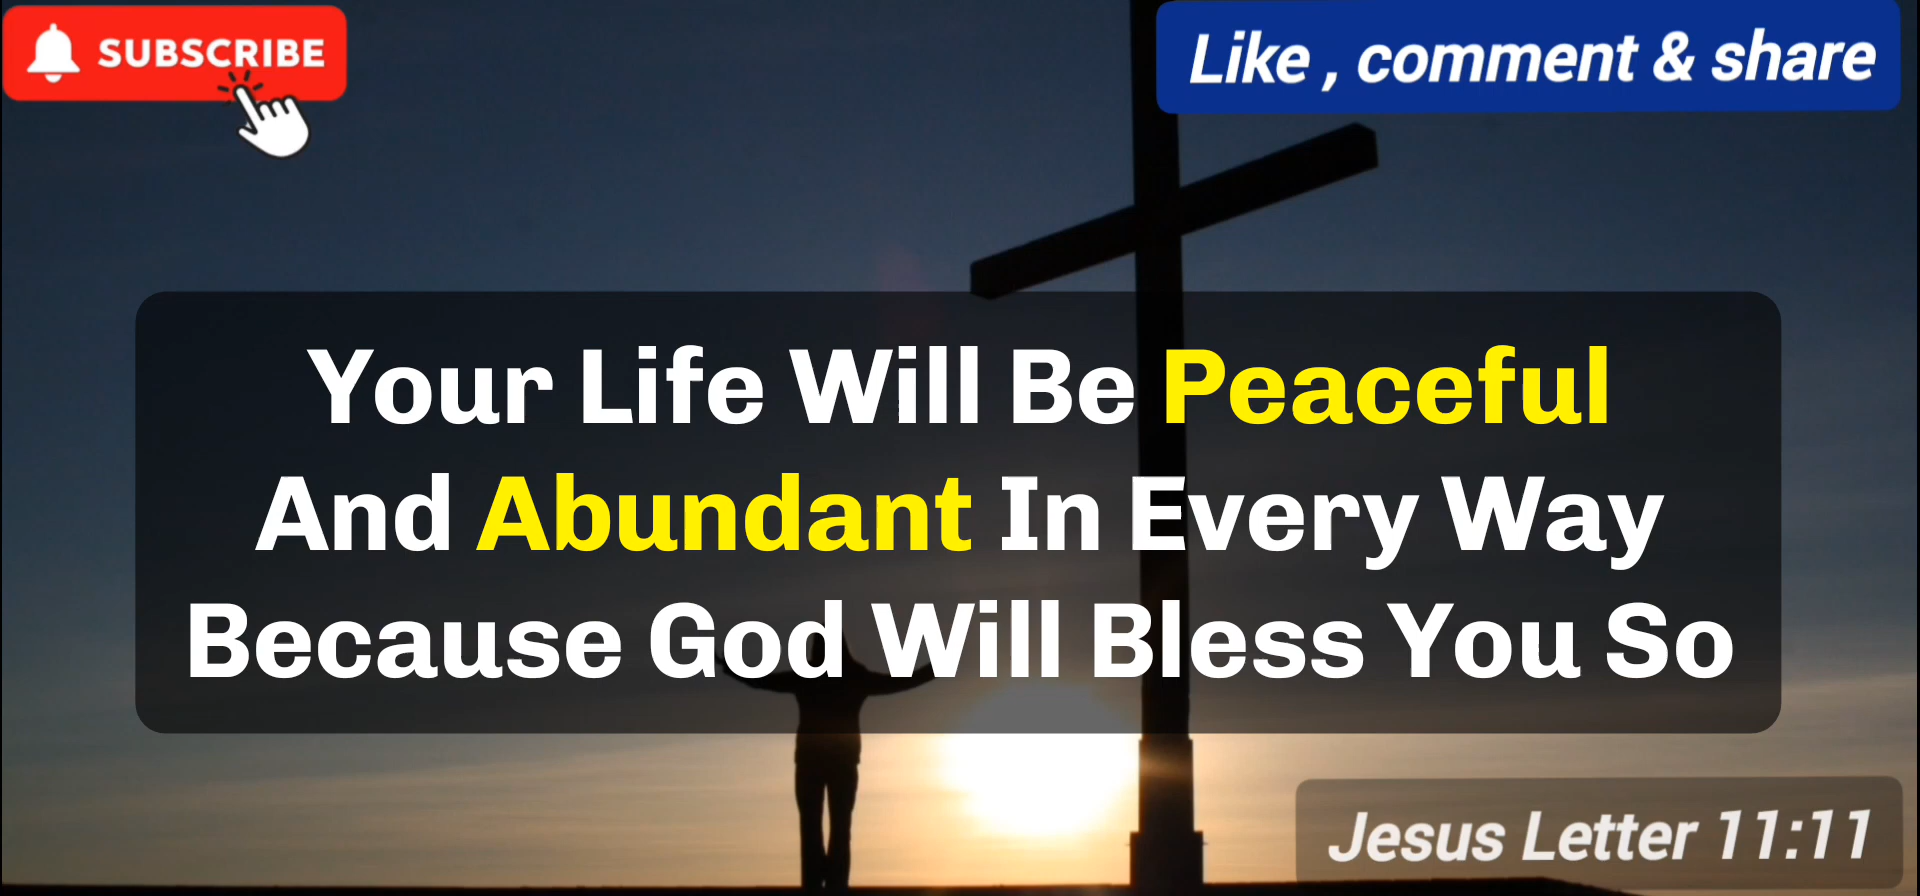 SUBSCRIBE
Like , comment & share
Your Life Will Be Peaceful
And Abundant In Every Way
Because God Will Bless You So
Jesus Letter 11:11